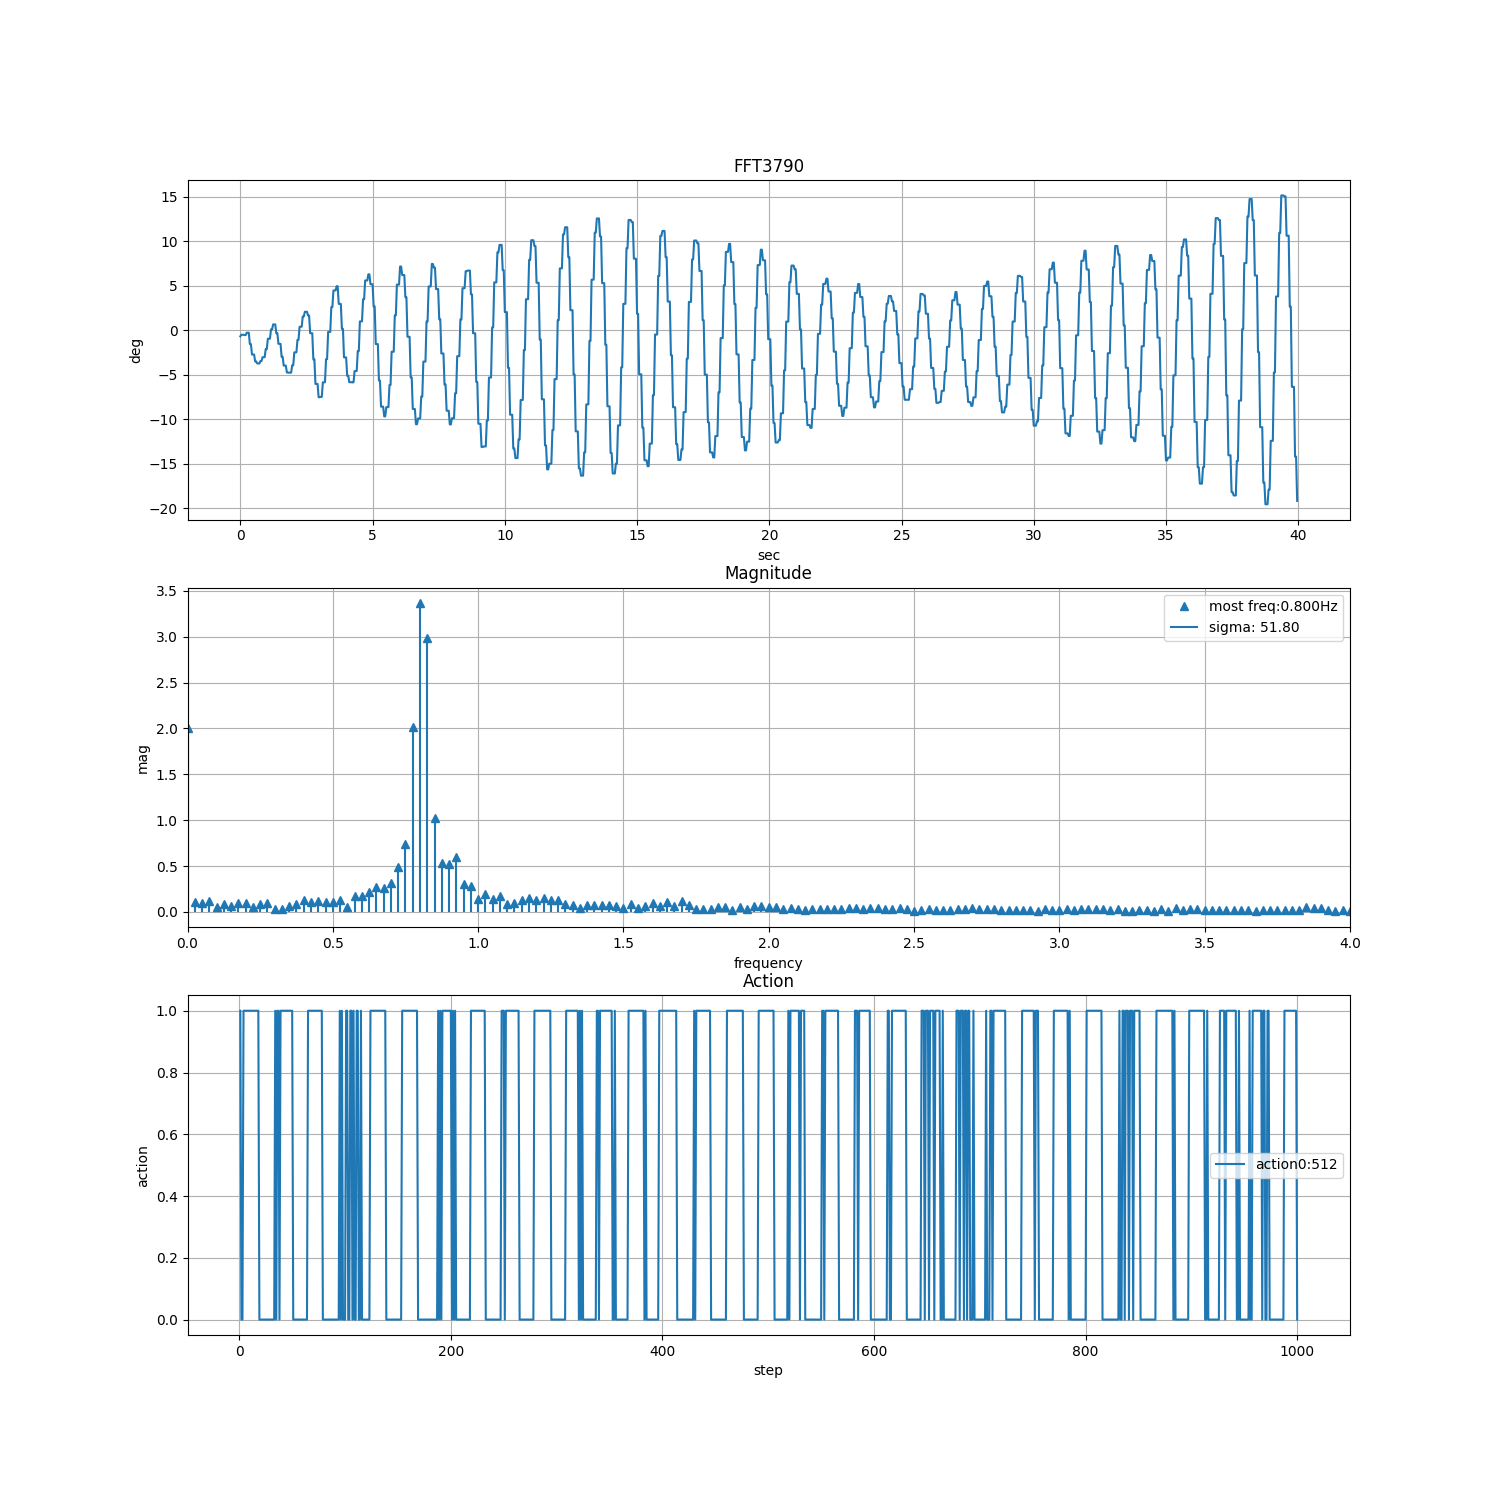 FFT3790
15
10
5
0
−5
−10
−15
−20
deg
0 5 10 15 20 25 30 35 40
sec
Magnitude
3.5
3.0
2.5
2.0
1.5
1.0
0.5
0.0
mag
most freq:0.800Hz
sigma: 51.80
0.0 0.5 1.0 1.5 2.0 2.5 3.0 3.5 4.0
frequency
Action
1.0
0.8
0.6
0.4
0.2
0.0
action
action0:512
0 200 400 600 800 1000
step